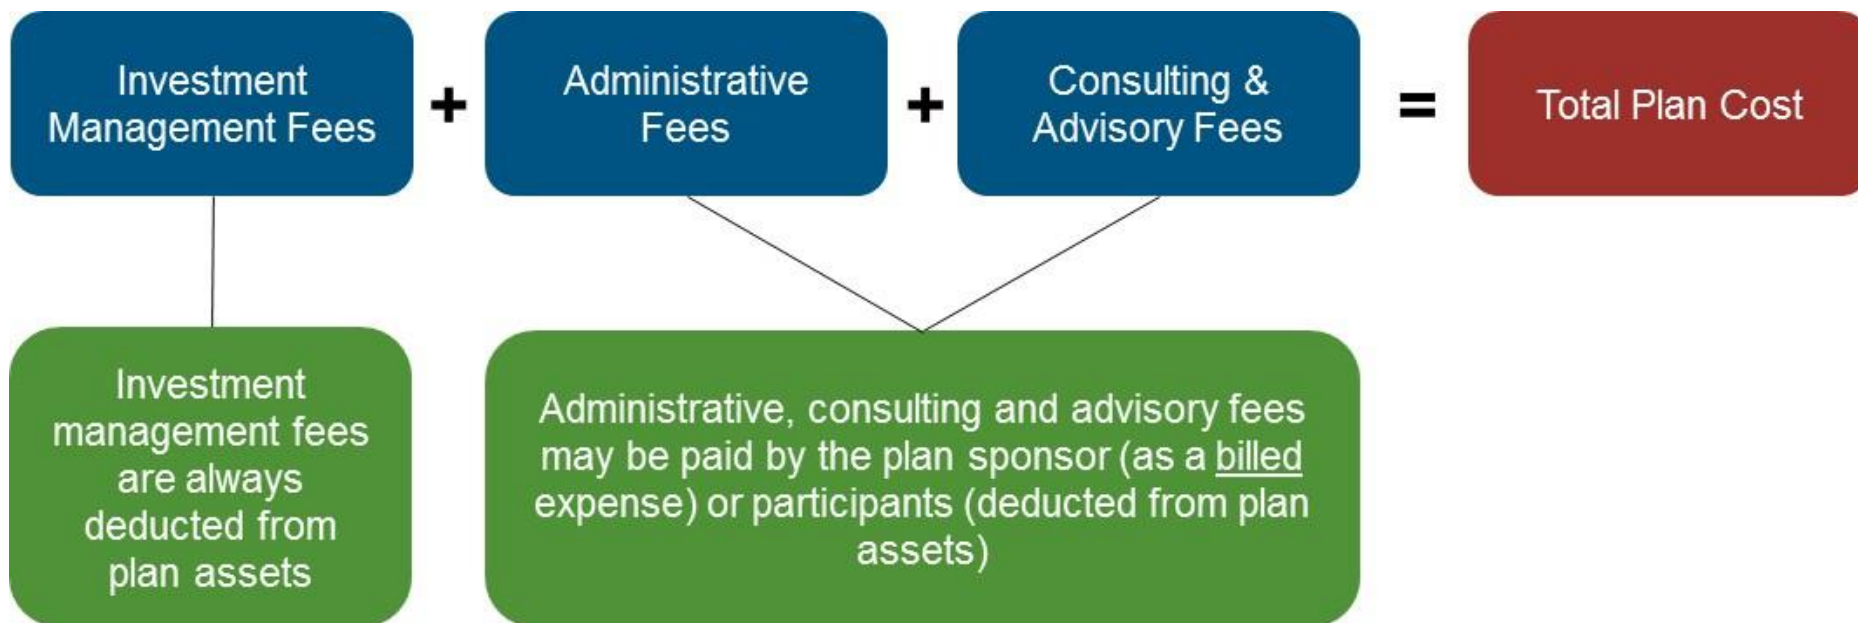 Investment
Management Fees
+
Administrative
Fees
+
Consulting &
Advisory Fees
=
Total Plan Cost
Investment
management fees
are always
deducted from
plan assets
Administrative, consulting and advisory fees
may be paid by the plan sponsor (as a billed
expense) or participants (deducted from plan
assets)